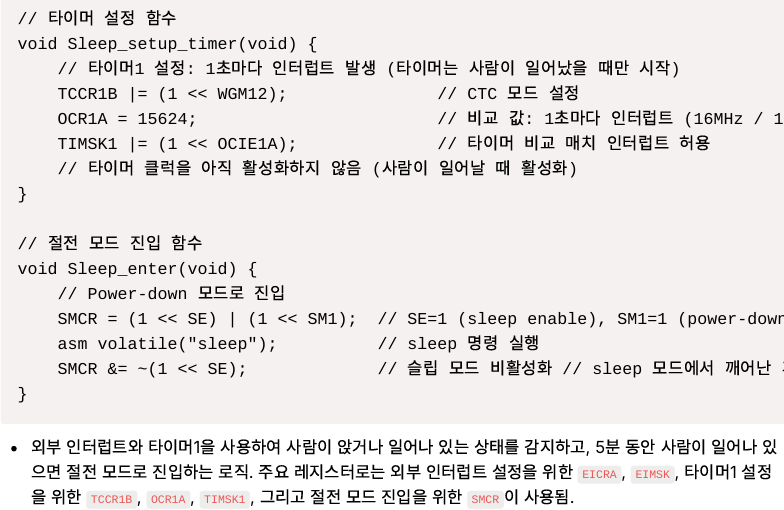 // 타이머 설정 함수
void Sleep_setup_timer(void) {
    // 타이머1 설정: 1초마다 인터럽트 발생 (타이머는 사람이 일어났을 때만 시작)
    TCCR1B |= (1 << WGM12);               // CTC 모드 설정
    OCR1A = 15624;                        // 비교 값: 1초마다 인터럽트 (16MHz / 1
    TIMSK1 |= (1 << OCIE1A);              // 타이머 비교 매치 인터럽트 허용
    // 타이머 클럭을 아직 활성화하지 않음 (사람이 일어날 때 활성화)
}
// 절전 모드 진입 함수
void Sleep_enter(void) {
    // Power-down 모드로 진입
    SMCR = (1 << SE) | (1 << SM1);  // SE=1 (sleep enable), SM1=1 (power-down
    asm volatile("sleep");          // sleep 명령 실행
    SMCR &= ~(1 << SE);             // 슬립 모드 비활성화 // sleep 모드에서 깨어난
}
• 외부 인터럽트와 타이머1을 사용하여 사람이 앉거나 일어나 있는 상태를 감지하고, 5분 동안 사람이 일어나 있
으면 절전 모드로 진입하는 로직. 주요 레지스터로는 외부 인터럽트 설정을 위한 EICRA, EIMSK, 타이머1 설정
을 위한 TCCR1B, OCR1A, TIMSK1, 그리고 절전 모드 진입을 위한 SMCR이 사용됨.